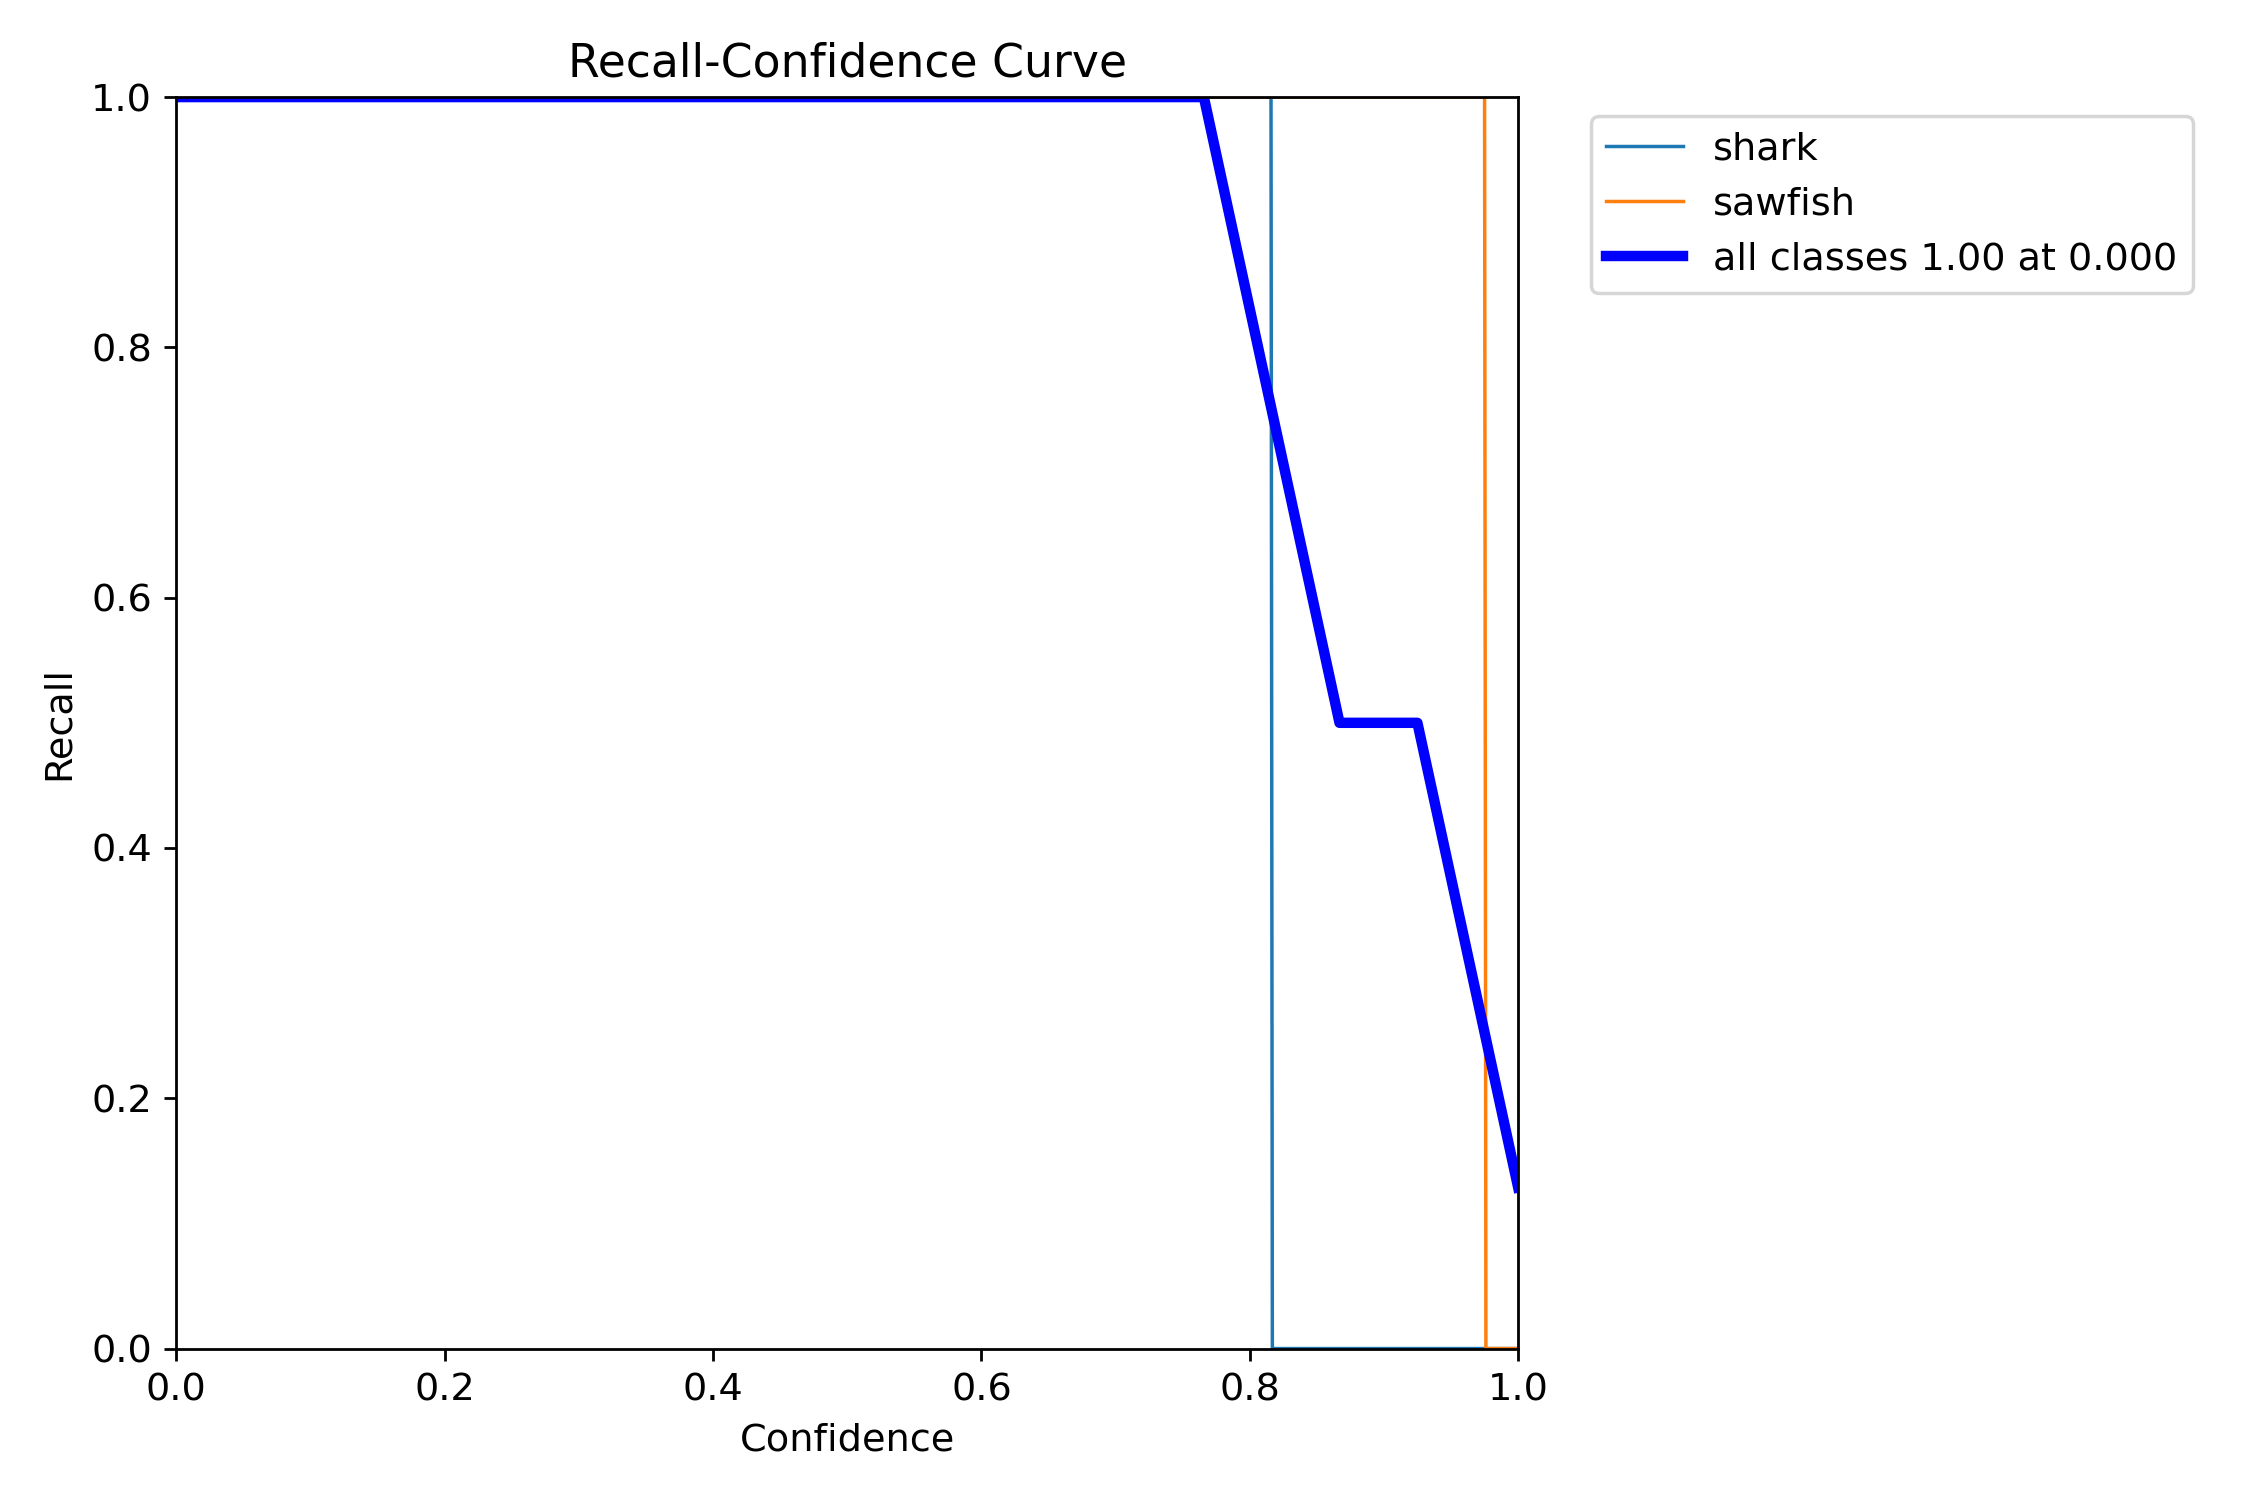 Recall-Confidence Curve
1.0
0.8
0.6
0.4
0.2
0.0
Recall
0.0 0.2 0.4 0.6 0.8 1.0
Confidence
shark
sawfish
all classes 1.00 at 0.000